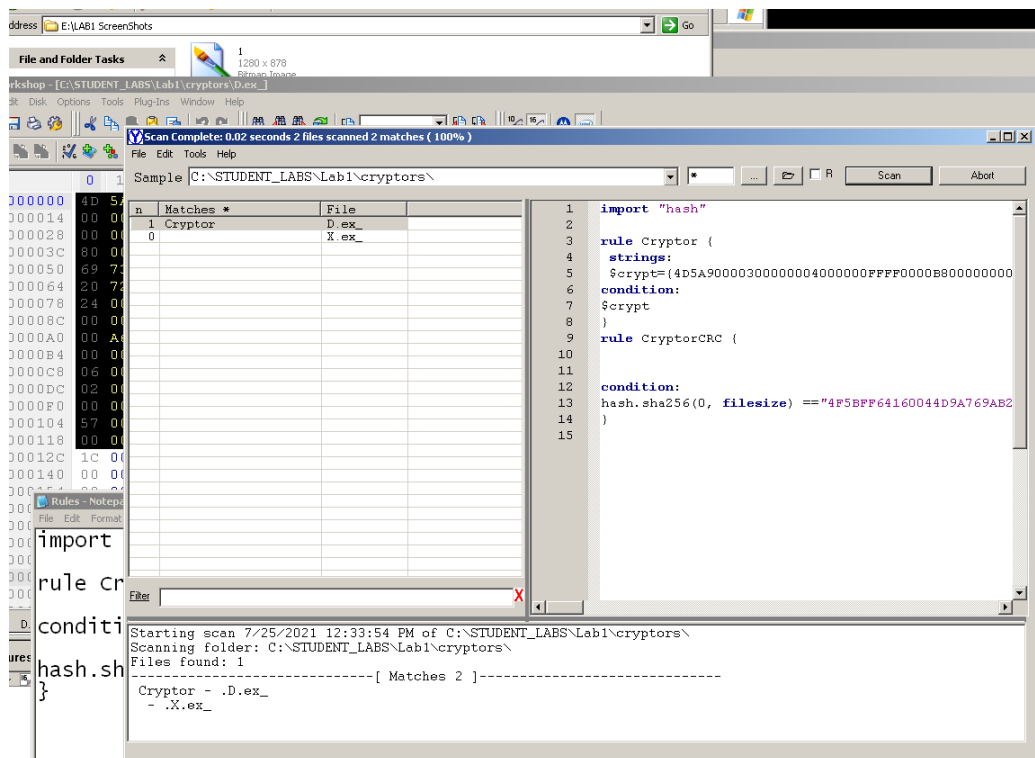 ddress E:\LAB1 ScreenShots Go
File and Folder Tasks
1
1280 x 878
Bitmap Image
rkshop - [C:\STUDENT_LABS\Lab1\cryptors\D.ex_]
dit Disk Options Tools Plug-Ins Window Help
Scan Complete: 0.02 seconds 2 files scanned 2 matches ( 100% )
File Edit Tools Help
Sample C:\STUDENT_LABS\Lab1\cryptors\ * ... R Scan Abort
n Matches * File
1 Cryptor D.ex_
0 X.ex_
1 import "hash"
2
3 rule Cryptor {
4 strings:
5 $crypt={4D5A90000300000004000000FFFF0000B800000000
6 condition:
7 $crypt
8 }
9 rule CryptorCRC {
10
11
12 condition:
13 hash.sha256(0, filesize) =="4F5BFF64160044D9A769AB2
14 }
15
Filter X
Starting scan 7/25/2021 12:33:54 PM of C:\STUDENT_LABS\Lab1\cryptors\
Scanning folder: C:\STUDENT_LABS\Lab1\cryptors\
Files found: 1
------------------------------[ Matches 2 ]------------------------------
Cryptor - .D.ex_
- .X.ex_
0 1
000000 4D 5A
000014 00 00
000028 00 00
00003C 80 00
000050 69 73
000064 20 72
000078 24 00
00008C 00 00
0000A0 00 A6
0000B4 00 00
0000C8 06 00
0000DC 02 00
0000F0 00 00
000104 57 00
000118 00 00
00012C 1C 00
000140 00 00
Rules - Notepa
File Edit Format
import
rule Cr
conditi
hash.sh
}
D.
ures